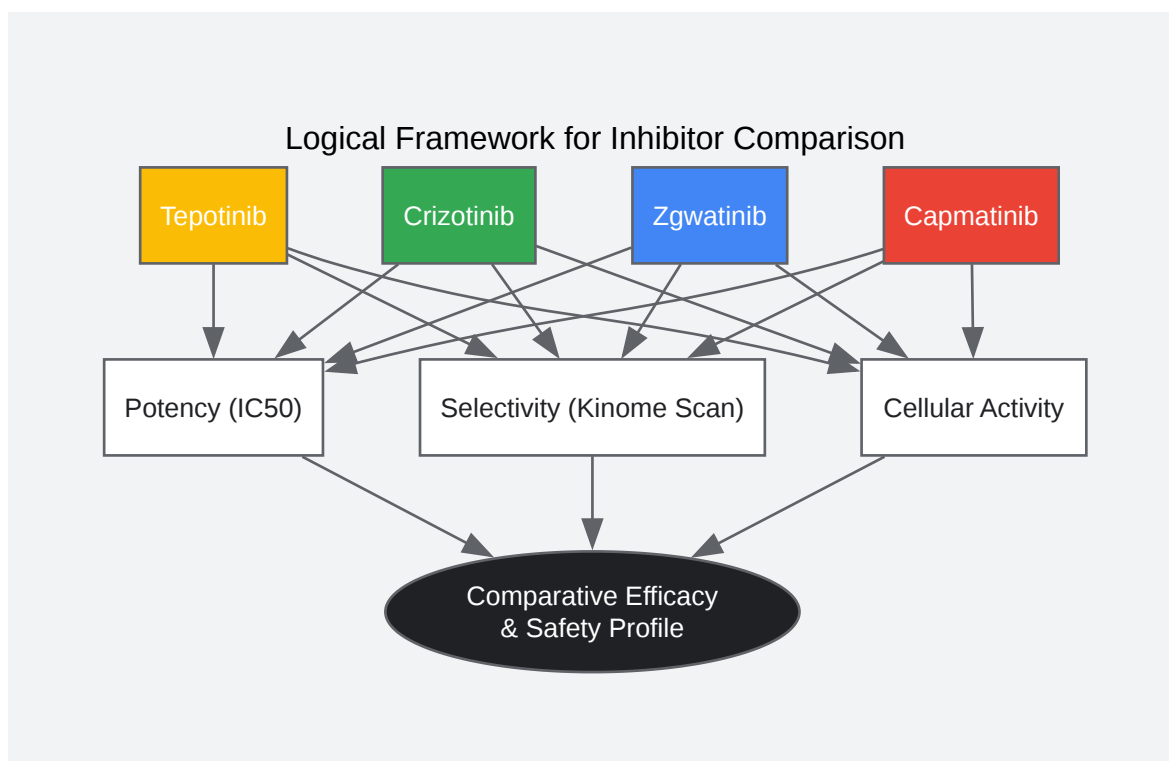 Logical Framework for Inhibitor Comparison
Tepotinib
Crizotinib
Zgwatinib
Capmatinib
Potency (IC50)
Selectivity (Kinome Scan)
Cellular Activity
Comparative Efficacy
& Safety Profile